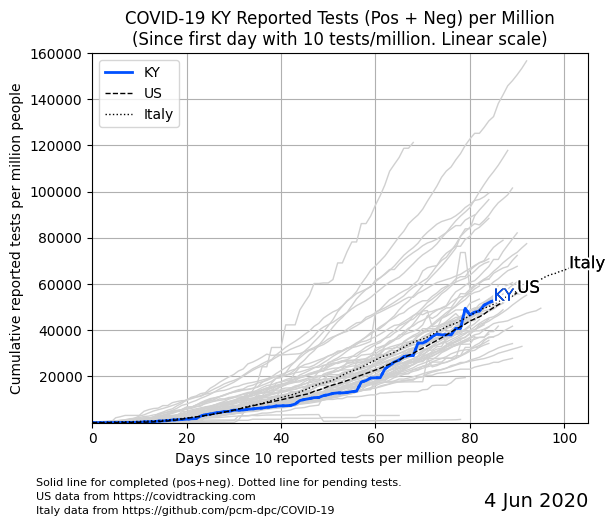 COVID-19 KY Reported Tests (Pos + Neg) per Million
(Since first day with 10 tests/million. Linear scale)
160000
140000
120000
100000
80000
60000
40000
20000
Cumulative reported tests per million people
KY
US
Italy
Italy
US
KY
0
20
40
60
80
100
Days since 10 reported tests per million people
Solid line for completed (pos+neg). Dotted line for pending tests.
US data from https://covidtracking.com
Italy data from https://github.com/pcm-dpc/COVID-19
4 Jun 2020